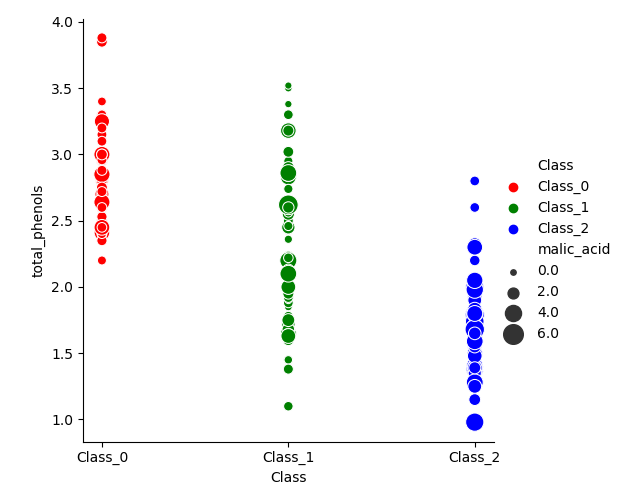 4.0
3.5
3.0
2.5
2.0
1.5
1.0
total_phenols
Class_0
Class_1
Class_2
Class
Class
Class_0
Class_1
Class_2
malic_acid
0.0
2.0
4.0
6.0